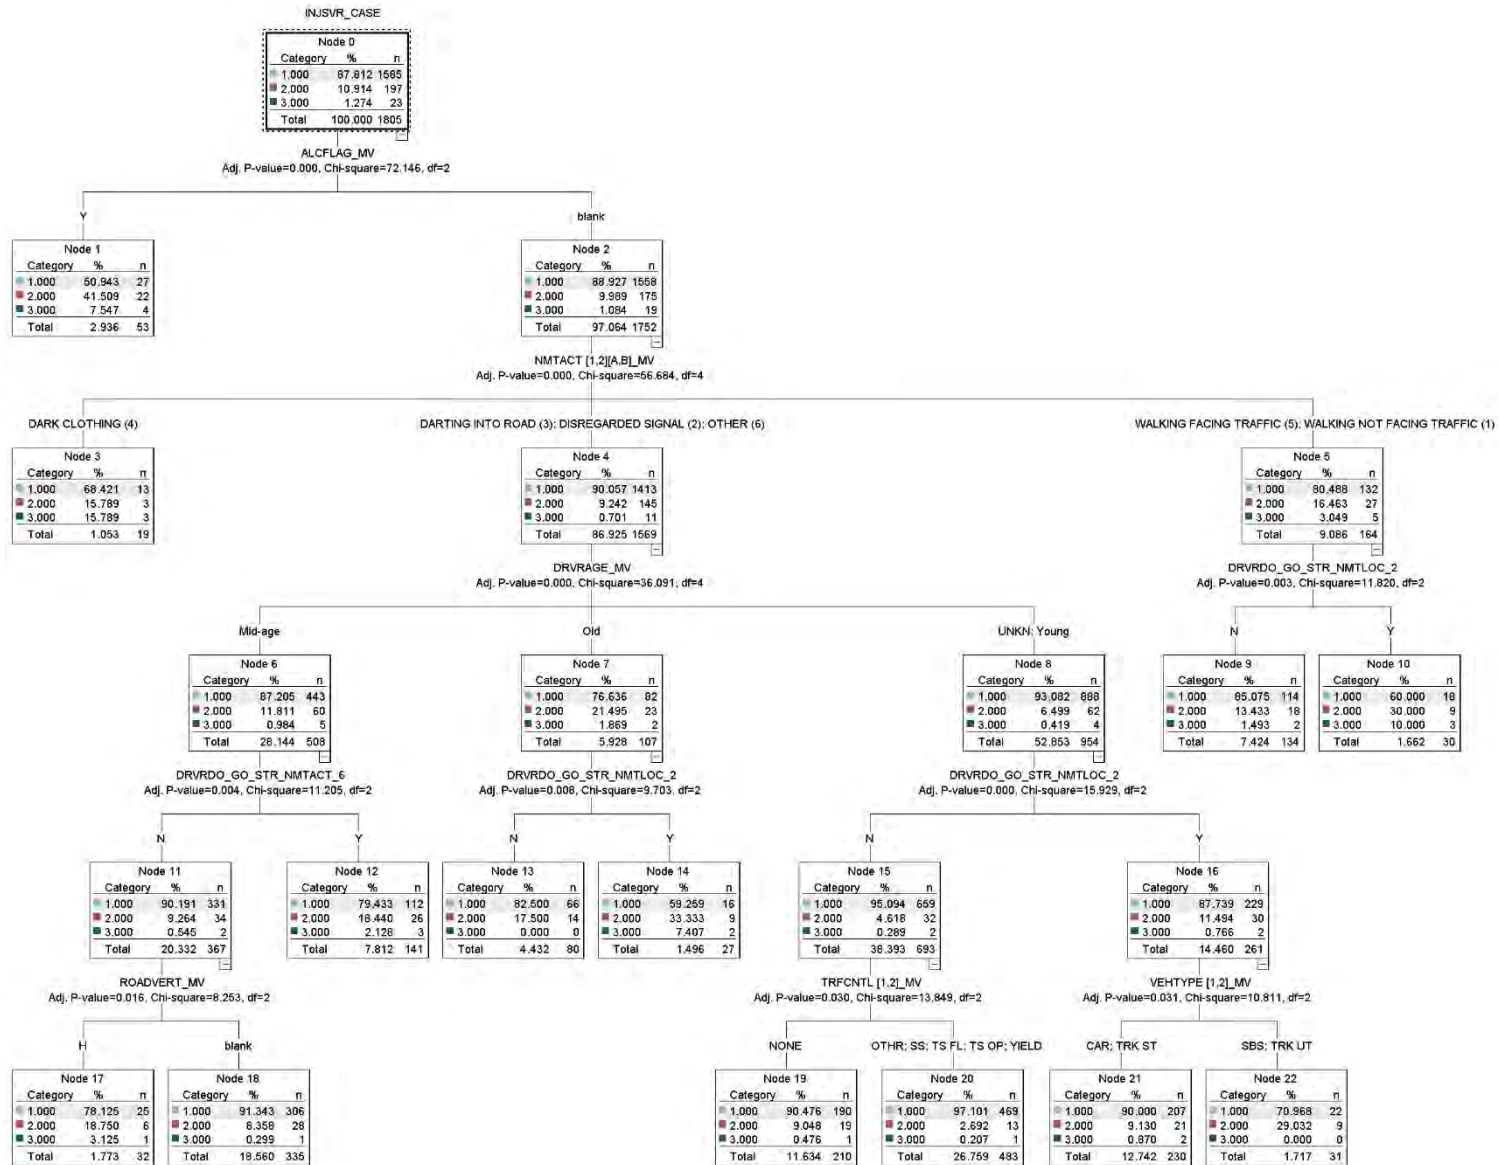 INJSVR_CASE
Node 0
Category % n
1.000 87.812 1585
2.000 10.914 197
3.000 1.274 23
Total 100.000 1805
ALCFLAG_MV
Adj. P-value=0.000, Chi-square=72.146, df=2
Y
blank
Node 1
Category % n
1.000 50.943 27
2.000 41.509 22
3.000 7.547 4
Total 2.936 53
Node 2
Category % n
1.000 88.927 1558
2.000 9.989 175
3.000 1.084 19
Total 97.064 1752
NMTACT [1,2][A,B]_MV
Adj. P-value=0.000, Chi-square=56.684, df=4
DARK CLOTHING (4)
DARTING INTO ROAD (3); DISREGARDED SIGNAL (2); OTHER (6)
WALKING FACING TRAFFIC (5); WALKING NOT FACING TRAFFIC (1)
Node 3
Category % n
1.000 68.421 13
2.000 15.789 3
3.000 15.789 3
Total 1.053 19
Node 4
Category % n
1.000 90.057 1413
2.000 9.242 145
3.000 0.701 11
Total 86.925 1569
Node 5
Category % n
1.000 80.488 132
2.000 16.463 27
3.000 3.049 5
Total 9.086 164
DRVRAGE_MV
Adj. P-value=0.000, Chi-square=36.091, df=4
DRVRDO_GO_STR_NMTLOC_2
Adj. P-value=0.003, Chi-square=11.820, df=2
Mid-age
Old
UNKN; Young
N
Y
Node 6
Category % n
1.000 87.205 443
2.000 11.811 60
3.000 0.984 5
Total 28.144 508
Node 7
Category % n
1.000 76.636 82
2.000 21.495 23
3.000 1.869 2
Total 5.928 107
Node 8
Category % n
1.000 93.082 888
2.000 6.499 62
3.000 0.419 4
Total 52.853 954
Node 9
Category % n
1.000 85.075 114
2.000 13.433 18
3.000 1.493 2
Total 7.424 134
Node 10
Category % n
1.000 60.000 18
2.000 30.000 9
3.000 10.000 3
Total 1.662 30
DRVRDO_GO_STR_NMTACT_6
Adj. P-value=0.004, Chi-square=11.205, df=2
DRVRDO_GO_STR_NMTLOC_2
Adj. P-value=0.008, Chi-square=9.703, df=2
DRVRDO_GO_STR_NMTLOC_2
Adj. P-value=0.000, Chi-square=15.929, df=2
N
Y
N
Y
N
Y
Node 11
Category % n
1.000 90.191 331
2.000 9.264 34
3.000 0.545 2
Total 20.332 367
Node 12
Category % n
1.000 79.433 112
2.000 18.440 26
3.000 2.128 3
Total 7.812 141
Node 13
Category % n
1.000 82.500 66
2.000 17.500 14
3.000 0.000 0
Total 4.432 80
Node 14
Category % n
1.000 59.259 16
2.000 33.333 9
3.000 7.407 2
Total 1.496 27
Node 15
Category % n
1.000 95.094 659
2.000 4.618 32
3.000 0.289 2
Total 38.393 693
Node 16
Category % n
1.000 87.739 229
2.000 11.494 30
3.000 0.766 2
Total 14.460 261
ROADVERT_MV
Adj. P-value=0.016, Chi-square=8.253, df=2
TRFCNTL [1,2]_MV
Adj. P-value=0.030, Chi-square=13.849, df=2
VEHTYPE [1,2]_MV
Adj. P-value=0.031, Chi-square=10.811, df=2
H
blank
NONE
OTHR; SS; TS FL; TS OP; YIELD
CAR; TRK ST
SBS; TRK UT
Node 17
Category % n
1.000 78.125 25
2.000 18.750 6
3.000 3.125 1
Total 1.773 32
Node 18
Category % n
1.000 91.343 306
2.000 8.358 28
3.000 0.299 1
Total 18.560 335
Node 19
Category % n
1.000 90.476 190
2.000 9.048 19
3.000 0.476 1
Total 11.634 210
Node 20
Category % n
1.000 97.101 469
2.000 2.692 13
3.000 0.207 1
Total 26.759 483
Node 21
Category % n
1.000 90.000 207
2.000 9.130 21
3.000 0.870 2
Total 12.742 230
Node 22
Category % n
1.000 70.968 22
2.000 29.032 9
3.000 0.000 0
Total 1.717 31